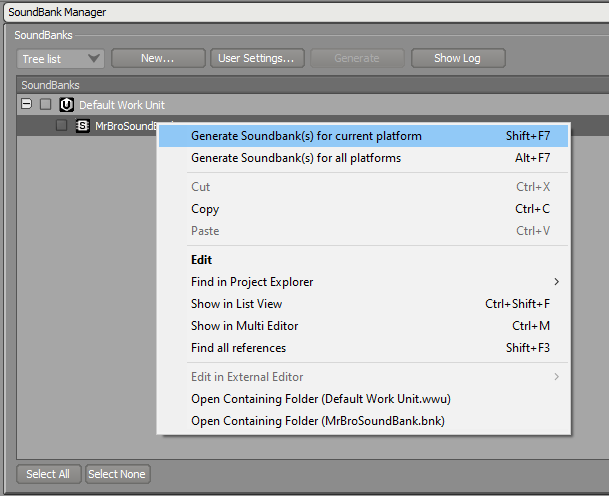 SoundBank Manager
SoundBanks
Tree list New... User Settings... Generate Show Log
SoundBanks
Default Work Unit
MrBroSoundBank
Generate Soundbank(s) for current platform Shift+F7
Generate Soundbank(s) for all platforms Alt+F7
Cut Ctrl+X
Copy Ctrl+C
Paste Ctrl+V
Edit
Find in Project Explorer
Show in List View Ctrl+Shift+F
Show in Multi Editor Ctrl+M
Find all references Shift+F3
Edit in External Editor
Open Containing Folder (Default Work Unit.wwu)
Open Containing Folder (MrBroSoundBank.bnk)
Select All Select None